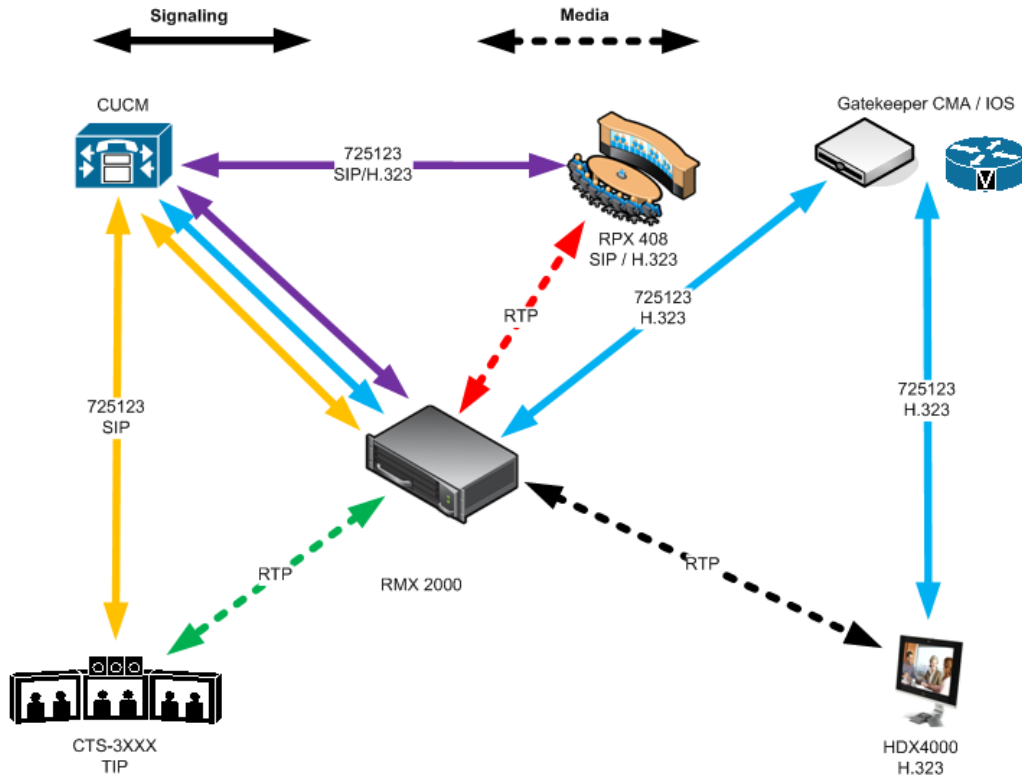 Signaling
Media
CUCM
Gatekeeper CMA / IOS
725123
SIP/H.323
V
RPX 408
SIP / H.323
725123
H.323
RTP
725123
SIP
725123
H.323
RTP
RMX 2000
RTP
CTS-3XXX
TIP
HDX4000
H.323